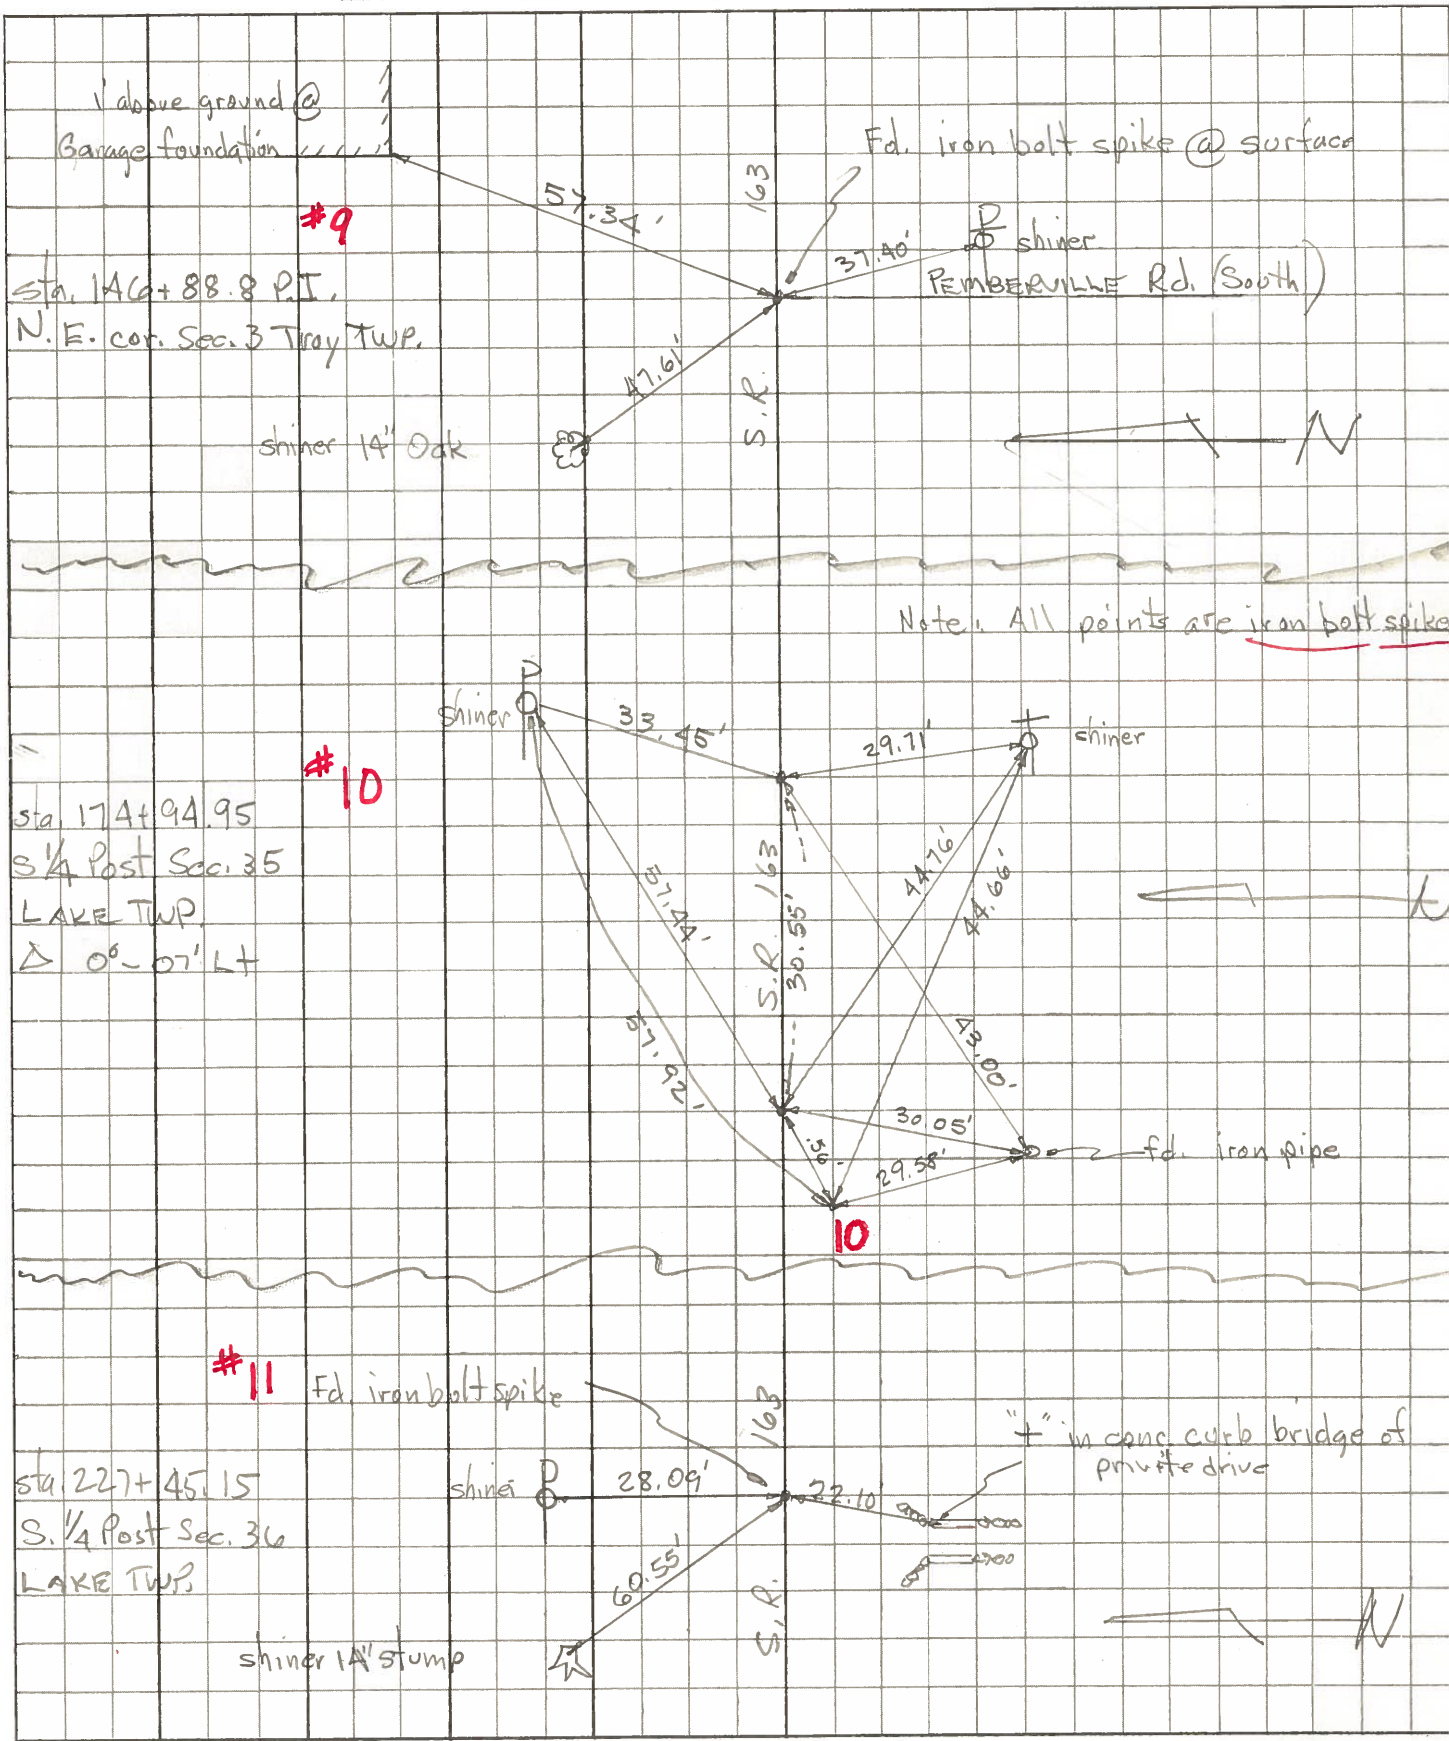 1' above ground @
Garage foundation
Fd. iron bolt spike @ surface
163
57.34'
#9
37.40'
shiner
PEMBERVILLE Rd. (South)
sta. 146+88.8 P.I.
N.E. cor. Sec. 3 Troy TWP.
47.61'
S.R.
shiner 14" Oak
N
Note: All points are iron bolt spike
shiner
33.45'
29.71'
shiner
#10
sta. 174+94.95
S 1/4 Post Sec. 35
LAKE TWP.
Δ 0°-07' Lt
57.44'
S.R. 163
30.55'
44.76'
44.66'
57.92'
43.00'
30.05'
.56'
29.58'
fd. iron pipe
10
#11
Fd. iron bolt spike
163
"+" in conc. curb bridge of
private drive
sta. 227+45.15
S. 1/4 Post Sec. 36
LAKE TWP.
shiner
28.09'
22.10'
60.55'
S.R.
shiner 14" stump
N